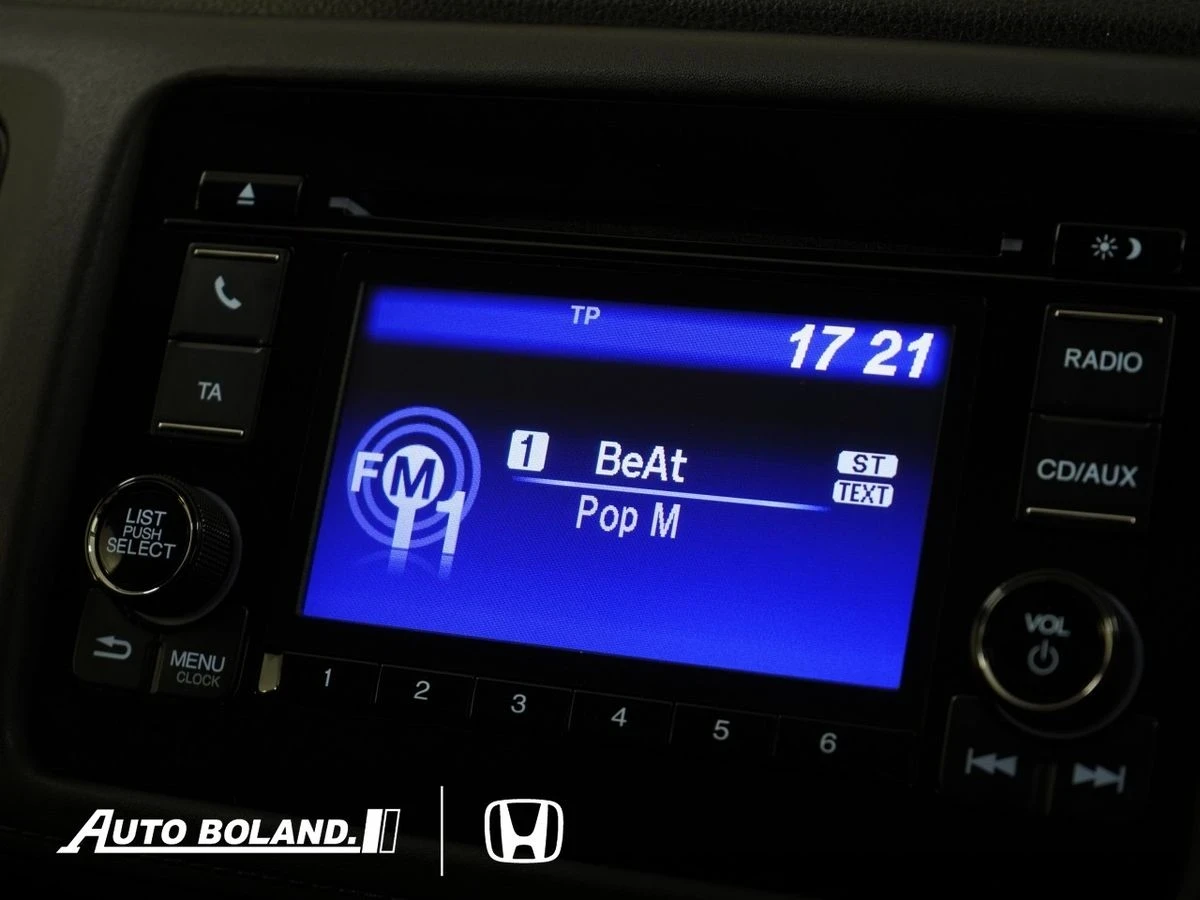 TP
17 21
TA
RADIO
FM
1
BeAt
ST
CD/AUX
TEXT
11
Pop M
LIST
PUSH
SELECT
VOL
MENU
CLOCK
1 2 3 4 5 6
AUTO BOLAND.